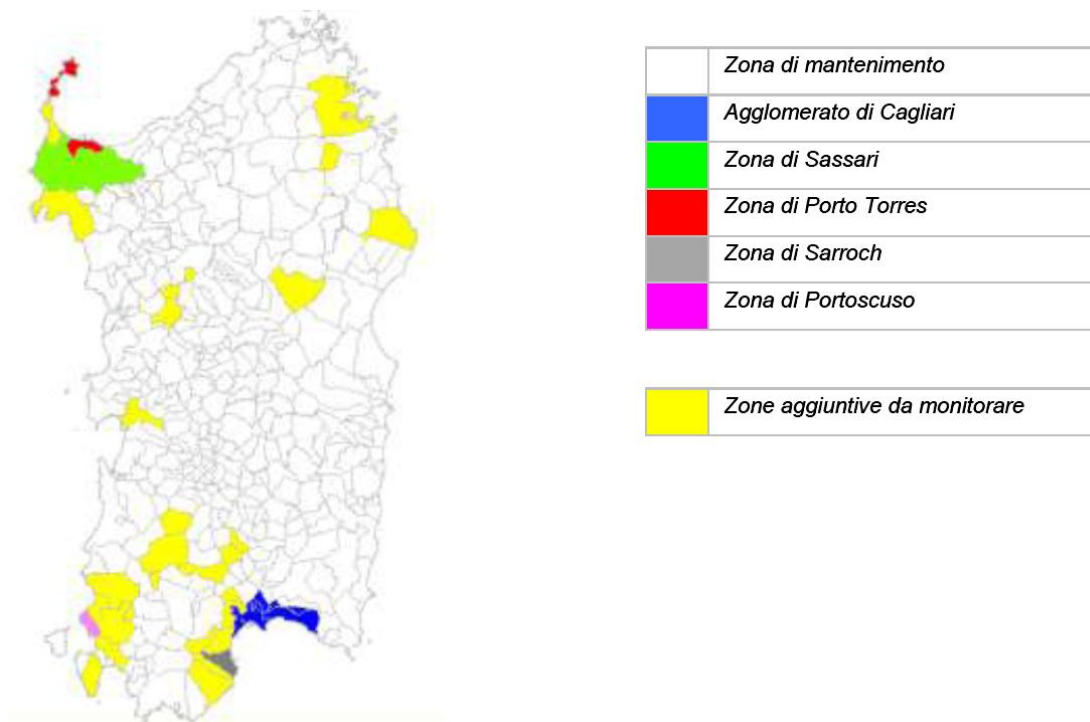 Zona di mantenimento
Agglomerato di Cagliari
Zona di Sassari
Zona di Porto Torres
Zona di Sarroch
Zona di Portoscuso
Zone aggiuntive da monitorare